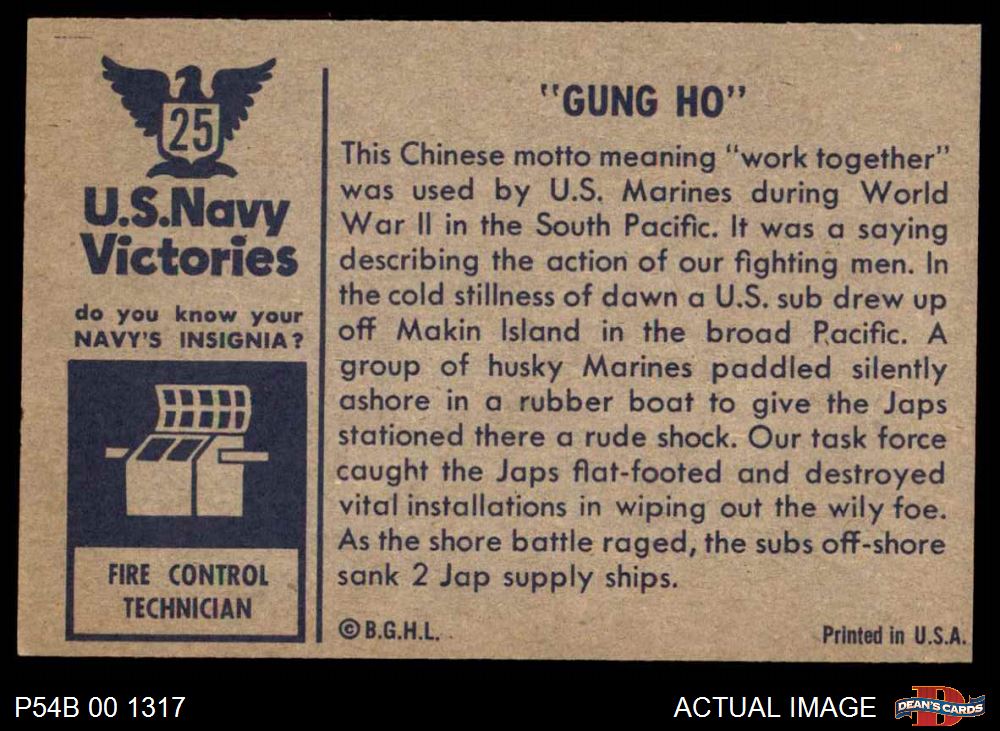 25
U.S.Navy
Victories
do you know your
NAVY'S INSIGNIA?
FIRE CONTROL
TECHNICIAN
"GUNG HO"
This Chinese motto meaning "work together"
was used by U.S. Marines during World
War II in the South Pacific. It was a saying
describing the action of our fighting men. In
the cold stillness of dawn a U.S. sub drew up
off Makin Island in the broad Pacific. A
group of husky Marines paddled silently
ashore in a rubber boat to give the Japs
stationed there a rude shock. Our task force
caught the Japs flat-footed and destroyed
vital installations in wiping out the wily foe.
As the shore battle raged, the subs off-shore
sank 2 Jap supply ships.
© B.G.H.L.
Printed in U.S.A.
P54B 00 1317
ACTUAL IMAGE
DEAN'S CARDS